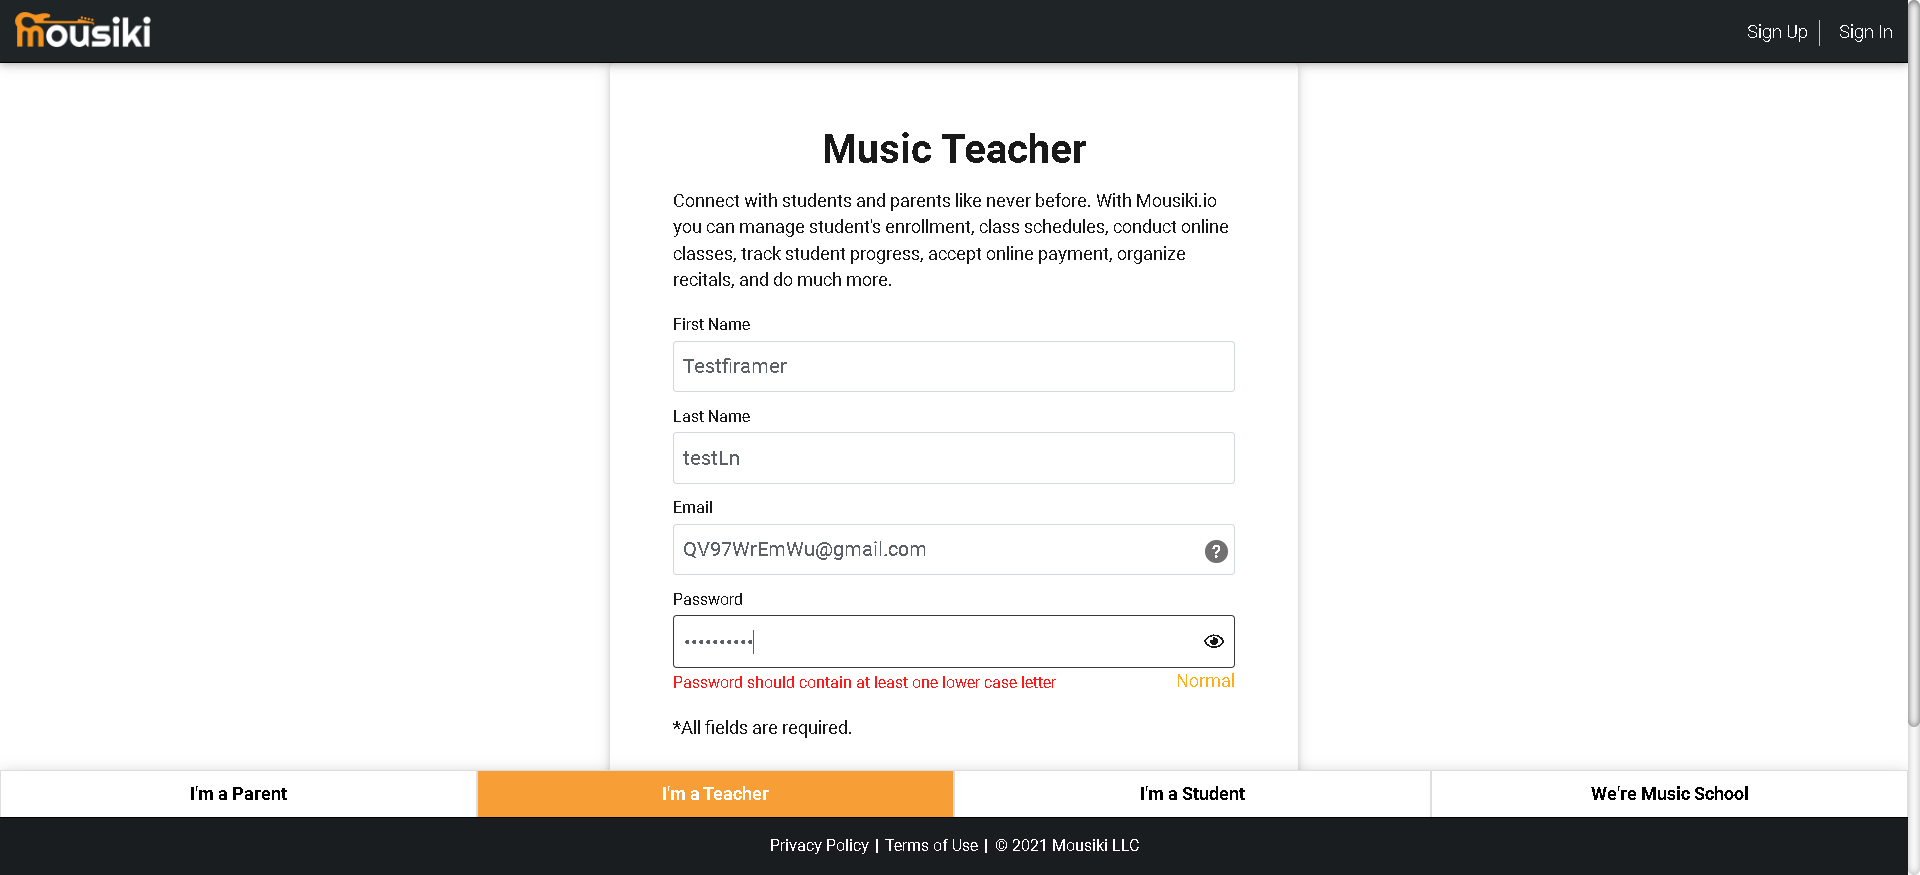 mousiki
Sign Up
Sign In
Music Teacher
Connect with students and parents like never before. With Mousiki.io
you can manage student's enrollment, class schedules, conduct online
classes, track student progress, accept online payment, organize
recitals, and do much more.
First Name
Testfiramer
Last Name
testLn
Email
QV97WrEmWu@gmail.com
?
Password
••••••••••
Password should contain at least one lower case letter
Normal
*All fields are required.
I'm a Parent
I'm a Teacher
I'm a Student
We're Music School
Privacy Policy | Terms of Use | © 2021 Mousiki LLC